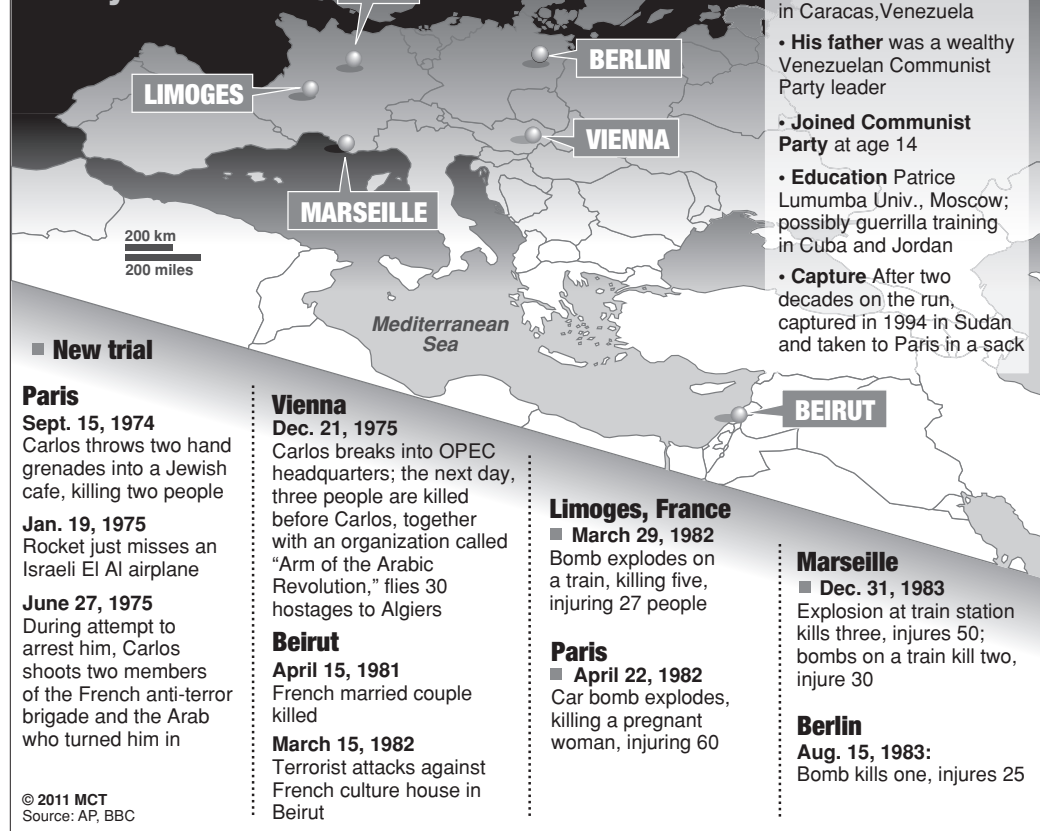 in Caracas,Venezuela
• His father was a wealthy
Venezuelan Communist
Party leader
• Joined Communist
Party at age 14
• Education Patrice
Lumumba Univ., Moscow;
possibly guerrilla training
in Cuba and Jordan
• Capture After two
decades on the run,
captured in 1994 in Sudan
and taken to Paris in a sack
BERLIN
LIMOGES
VIENNA
MARSEILLE
200 km
200 miles
Mediterranean
Sea
BEIRUT
New trial
Paris
Sept. 15, 1974
Carlos throws two hand
grenades into a Jewish
cafe, killing two people
Jan. 19, 1975
Rocket just misses an
Israeli El Al airplane
June 27, 1975
During attempt to
arrest him, Carlos
shoots two members
of the French anti-terror
brigade and the Arab
who turned him in
Vienna
Dec. 21, 1975
Carlos breaks into OPEC
headquarters; the next day,
three people are killed
before Carlos, together
with an organization called
“Arm of the Arabic
Revolution,” flies 30
hostages to Algiers
Beirut
April 15, 1981
French married couple
killed
March 15, 1982
Terrorist attacks against
French culture house in
Beirut
Limoges, France
March 29, 1982
Bomb explodes on
a train, killing five,
injuring 27 people
Paris
April 22, 1982
Car bomb explodes,
killing a pregnant
woman, injuring 60
Marseille
Dec. 31, 1983
Explosion at train station
kills three, injures 50;
bombs on a train kill two,
injure 30
Berlin
Aug. 15, 1983:
Bomb kills one, injures 25
© 2011 MCT
Source: AP, BBC